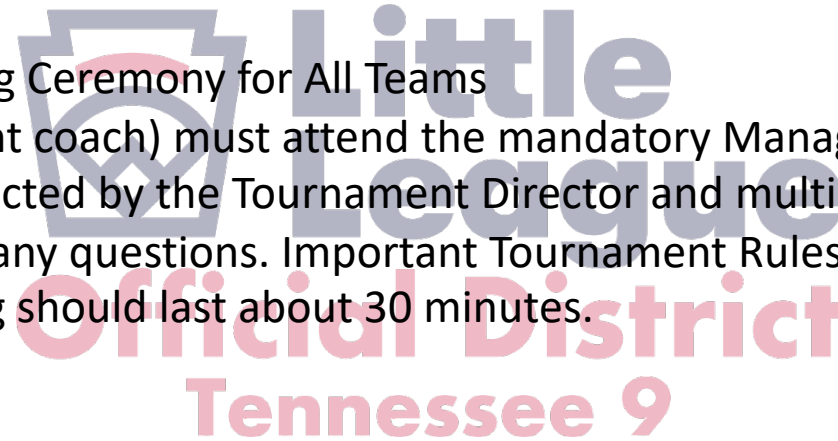 Little
g Ceremony for All Teams
nt coach) must attend the mandatory Manag
cted by the Tournament Director and multi
League
any questions. Important Tournament Rules
g should last about 30 minutes.
Official District
Tennessee 9